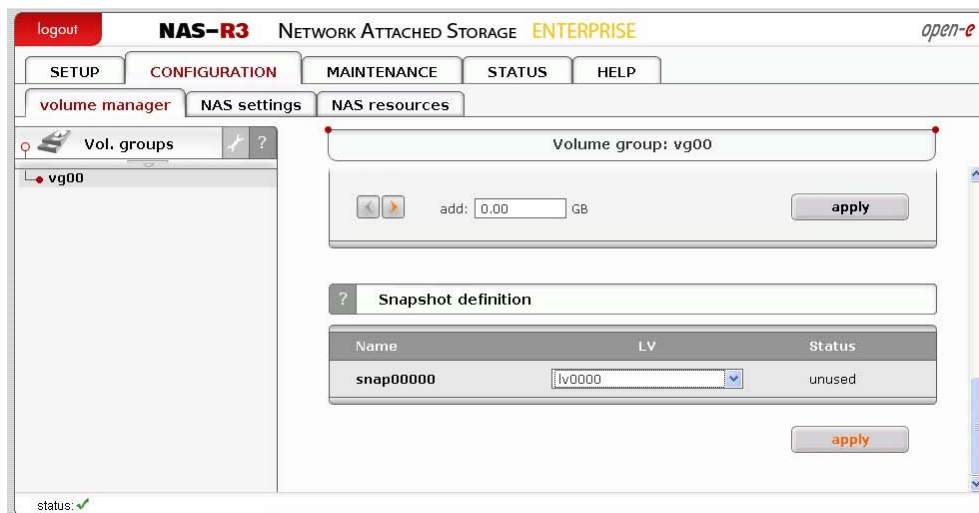 logout
NAS-R3 NETWORK ATTACHED STORAGE ENTERPRISE
open-e
SETUP CONFIGURATION MAINTENANCE STATUS HELP
volume manager NAS settings NAS resources
Vol. groups ?
vg00
Volume group: vg00
add: 0.00 GB apply
? Snapshot definition
Name LV Status
snap00000 lv0000 unused
apply
status: